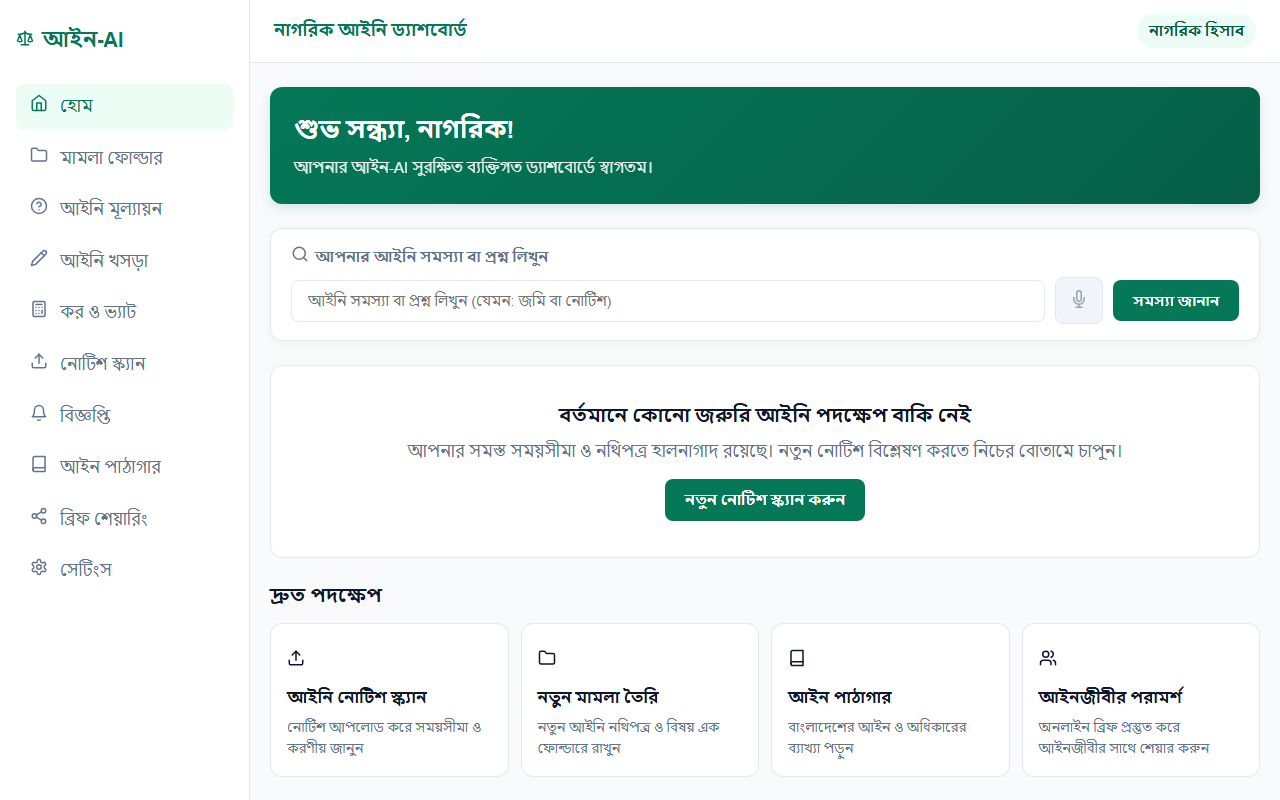 আইন-AI
হোম
মামলা ফোল্ডার
আইনি মূল্যায়ন
আইনি খসড়া
কর ও ভ্যাট
নোটিশ স্ক্যান
বিজ্ঞপ্তি
আইন পাঠাগার
ব্রিফ শেয়ারিং
সেটিংস
নাগরিক আইনি ড্যাশবোর্ড
নাগরিক হিসাব
শুভ সন্ধ্যা, নাগরিক!
আপনার আইন-AI সুরক্ষিত ব্যক্তিগত ড্যাশবোর্ডে স্বাগতম।
আপনার আইনি সমস্যা বা প্রশ্ন লিখুন
আইনি সমস্যা বা প্রশ্ন লিখুন (যেমন: জমি বা নোটিশ)
সমস্যা জানান
বর্তমানে কোনো জরুরি আইনি পদক্ষেপ বাকি নেই
আপনার সমস্ত সময়সীমা ও নথিপত্র হালনাগাদ রয়েছে। নতুন নোটিশ বিশ্লেষণ করতে নিচের বোতামে চাপুন।
নতুন নোটিশ স্ক্যান করুন
দ্রুত পদক্ষেপ
আইনি নোটিশ স্ক্যান
নোটিশ আপলোড করে সময়সীমা ও
করণীয় জানুন
নতুন মামলা তৈরি
নতুন আইনি নথিপত্র ও বিষয় এক
ফোল্ডারে রাখুন
আইন পাঠাগার
বাংলাদেশের আইন ও অধিকারের
ব্যাখ্যা পড়ুন
আইনজীবীর পরামর্শ
অনলাইন ব্রিফ প্রস্তুত করে
আইনজীবীর সাথে শেয়ার করুন